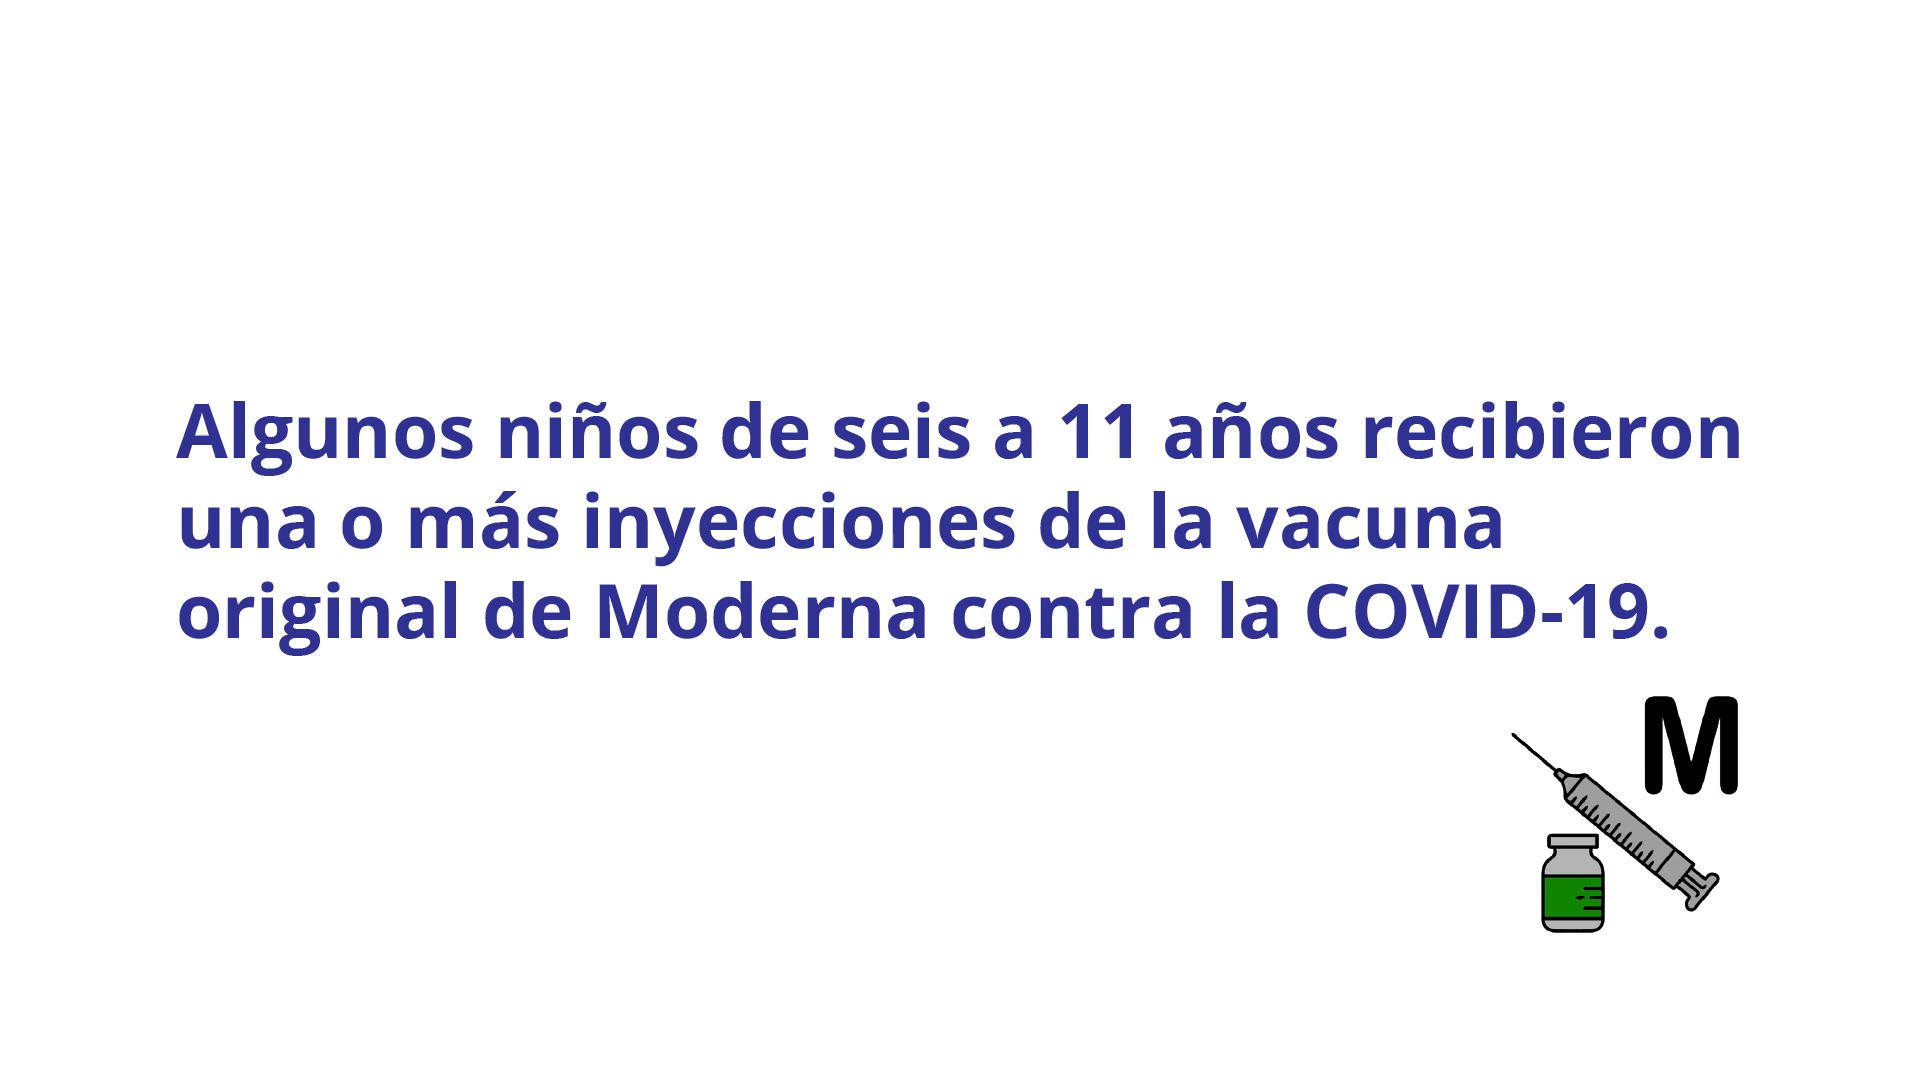 Algunos niños de seis a 11 años recibieron
una o más inyecciones de la vacuna
original de Moderna contra la COVID-19.
M